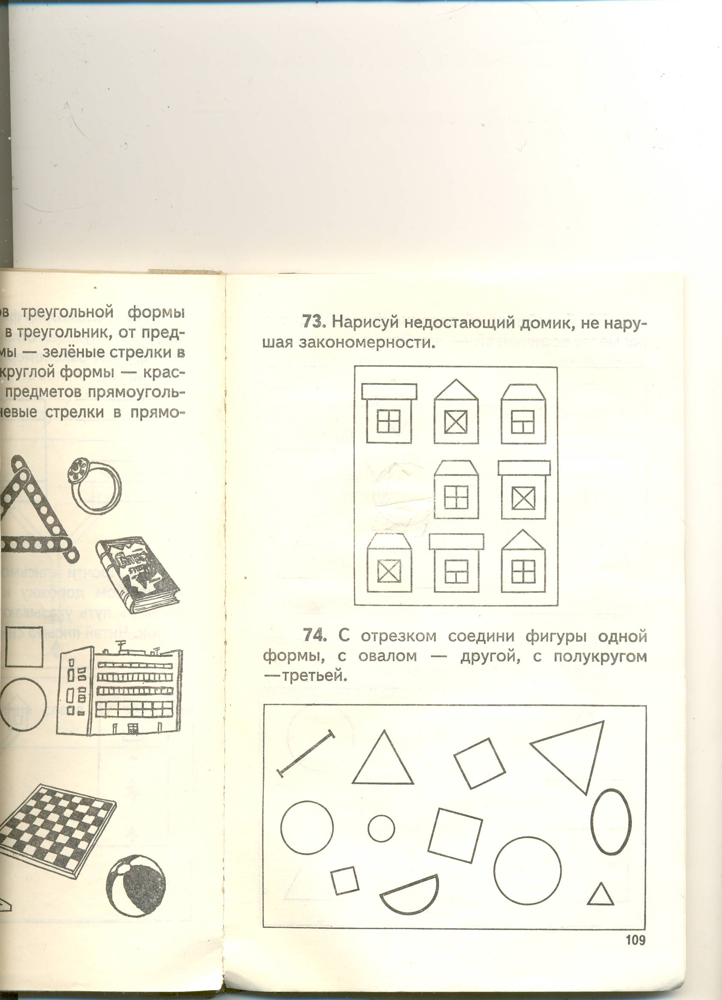 треугольной формы
в треугольник, от пред-
мы — зелёные стрелки в
круглой формы — крас-
предметов прямоуголь-
невые стрелки в прямо-
73. Нарисуй недостающий домик, не нару-
шая закономерности.
74. С отрезком соедини фигуры одной
формы, с овалом — другой, с полукругом
—третьей.
109